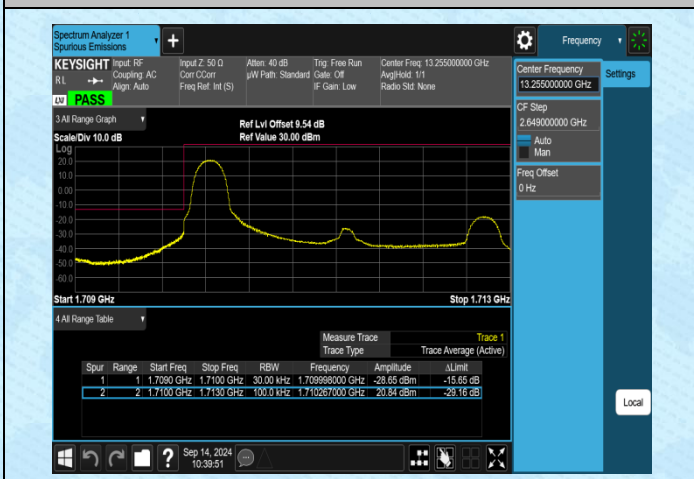 Spectrum Analyzer 1
Spurious Emissions
Frequency
KEYSIGHT
R L
LXI PASS
Input: RF
Coupling: AC
Align: Auto
Input Z: 50 Ω
Corr CCorr
Freq Ref: Int (S)
Atten: 40 dB
µW Path: Standard
Trig: Free Run
Gate: Off
IF Gain: Low
Center Freq: 13.255000000 GHz
Avg|Hold: 1/1
Radio Std: None
Center Frequency
13.255000000 GHz
Settings
CF Step
2.649000000 GHz
Auto
Man
Freq Offset
0 Hz
3 All Range Graph
Scale/Div 10.0 dB
Ref Lvl Offset 9.54 dB
Ref Value 30.00 dBm
Log
20.0
10.0
0.00
-10.0
-20.0
-30.0
-40.0
-50.0
-60.0
Start 1.709 GHz
Stop 1.713 GHz
4 All Range Table
Measure Trace Trace 1
Trace Type Trace Average (Active)
Spur Range Start Freq Stop Freq RBW Frequency Amplitude ΔLimit
1 1 1.7090 GHz 1.7100 GHz 30.00 kHz 1.709998000 GHz -28.65 dBm -15.65 dB
2 2 1.7100 GHz 1.7130 GHz 100.0 kHz 1.710267000 GHz 20.84 dBm -29.16 dB
Local
Sep 14, 2024
10:39:51